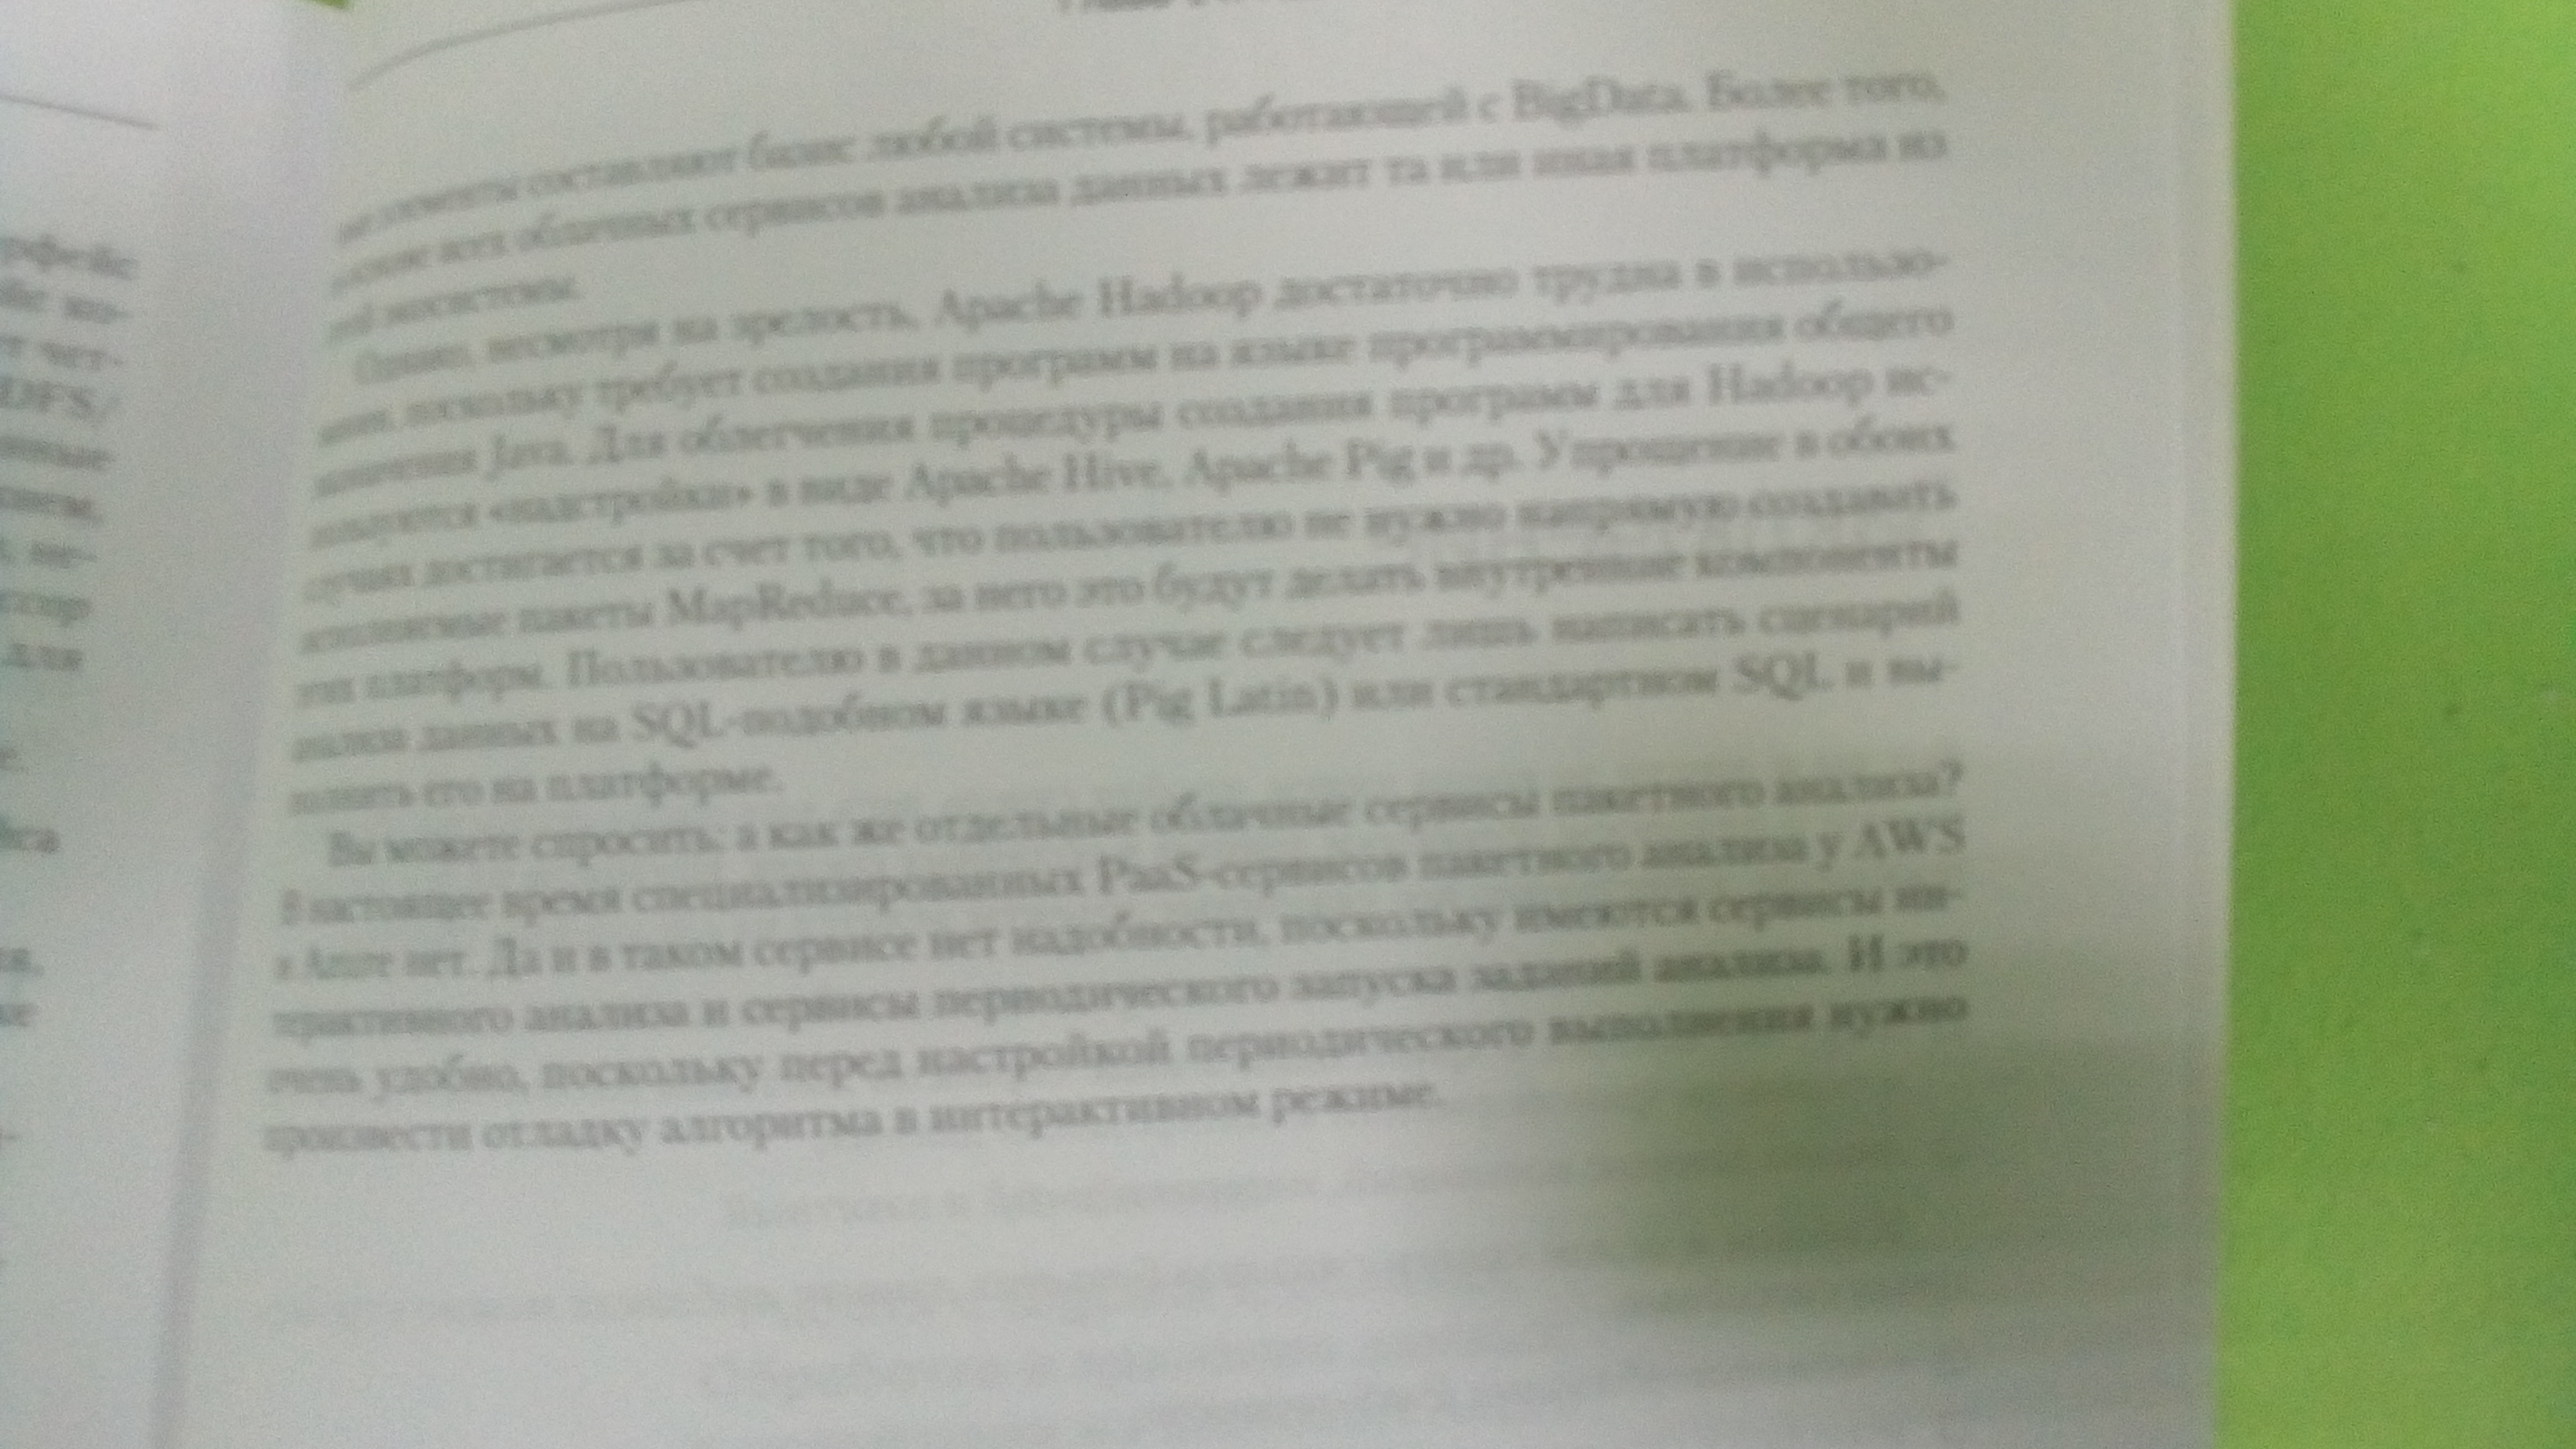 элементы составляют базис любой системы, работающей с BigData. Более того,
всех облачных сервисов анализа данных лежит та или иная платформа из
экосистемы.
Однако, несмотря на зрелость, Apache Hadoop достаточно трудна в использо-
поскольку требует создания программ на языке программирования общего
назначения Java. Для облегчения процедуры создания программ для Hadoop ис-
пользуются «надстройки» в виде Apache Hive, Apache Pig и др. Упрощение в обоих
случаях достигается за счет того, что пользователю не нужно напрямую создавать
исполняемые пакеты MapReduce, за него это будут делать внутренние компоненты
этих платформ. Пользователю в данном случае следует лишь написать сценарий
анализа данных на SQL-подобном языке (Pig Latin) или стандартном SQL и вы-
полнить его на платформе.
Вы можете спросить: а как же отдельные облачные сервисы пакетного анализа?
В настоящее время специализированных PaaS-сервисов пакетного анализа у AWS
и Azure нет. Да и в таком сервисе нет надобности, поскольку имеются сервисы ин-
терактивного анализа и сервисы периодического запуска заданий анализа. И это
очень удобно, поскольку перед настройкой периодического выполнения нужно
произвести отладку алгоритма в интерактивном режиме.